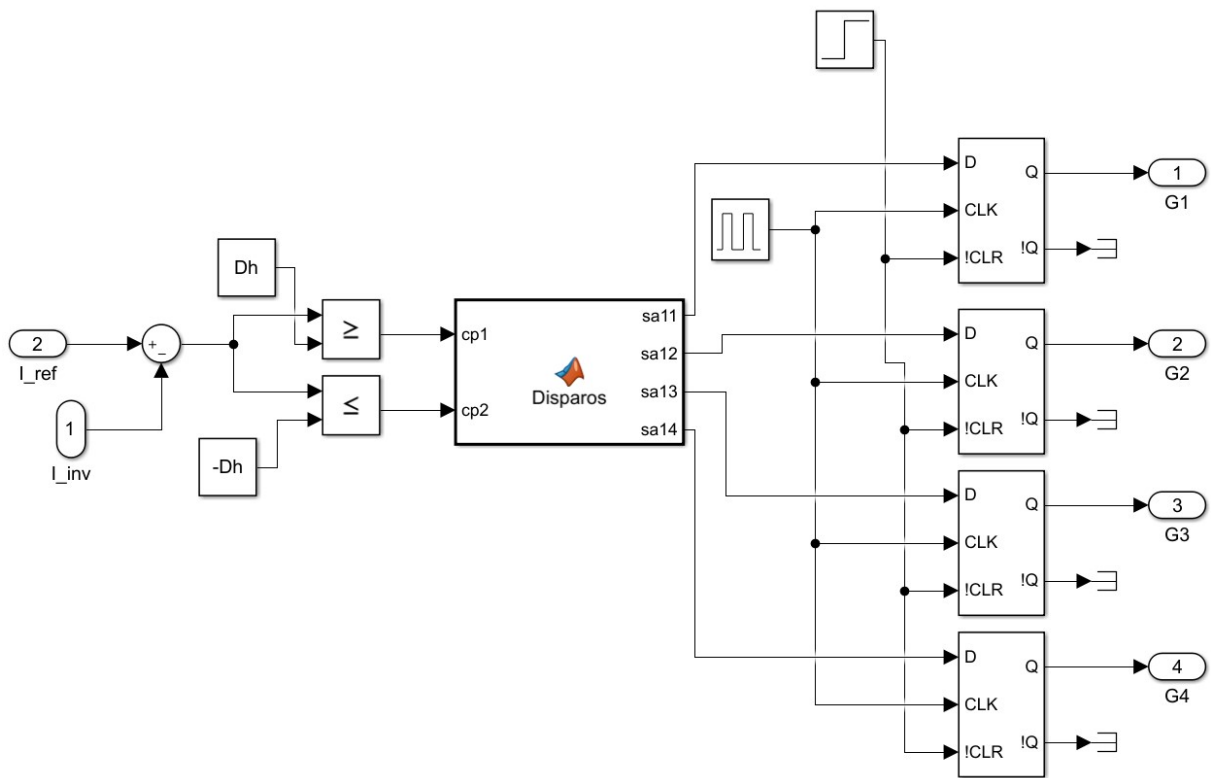 Dh
2
I_ref
+
−
1
I_inv
≥
≤
-Dh
cp1
cp2
Disparos
sa11
sa12
sa13
sa14
D
CLK
!CLR
Q
!Q
1
G1
D
CLK
!CLR
Q
!Q
2
G2
D
CLK
!CLR
Q
!Q
3
G3
D
CLK
!CLR
Q
!Q
4
G4